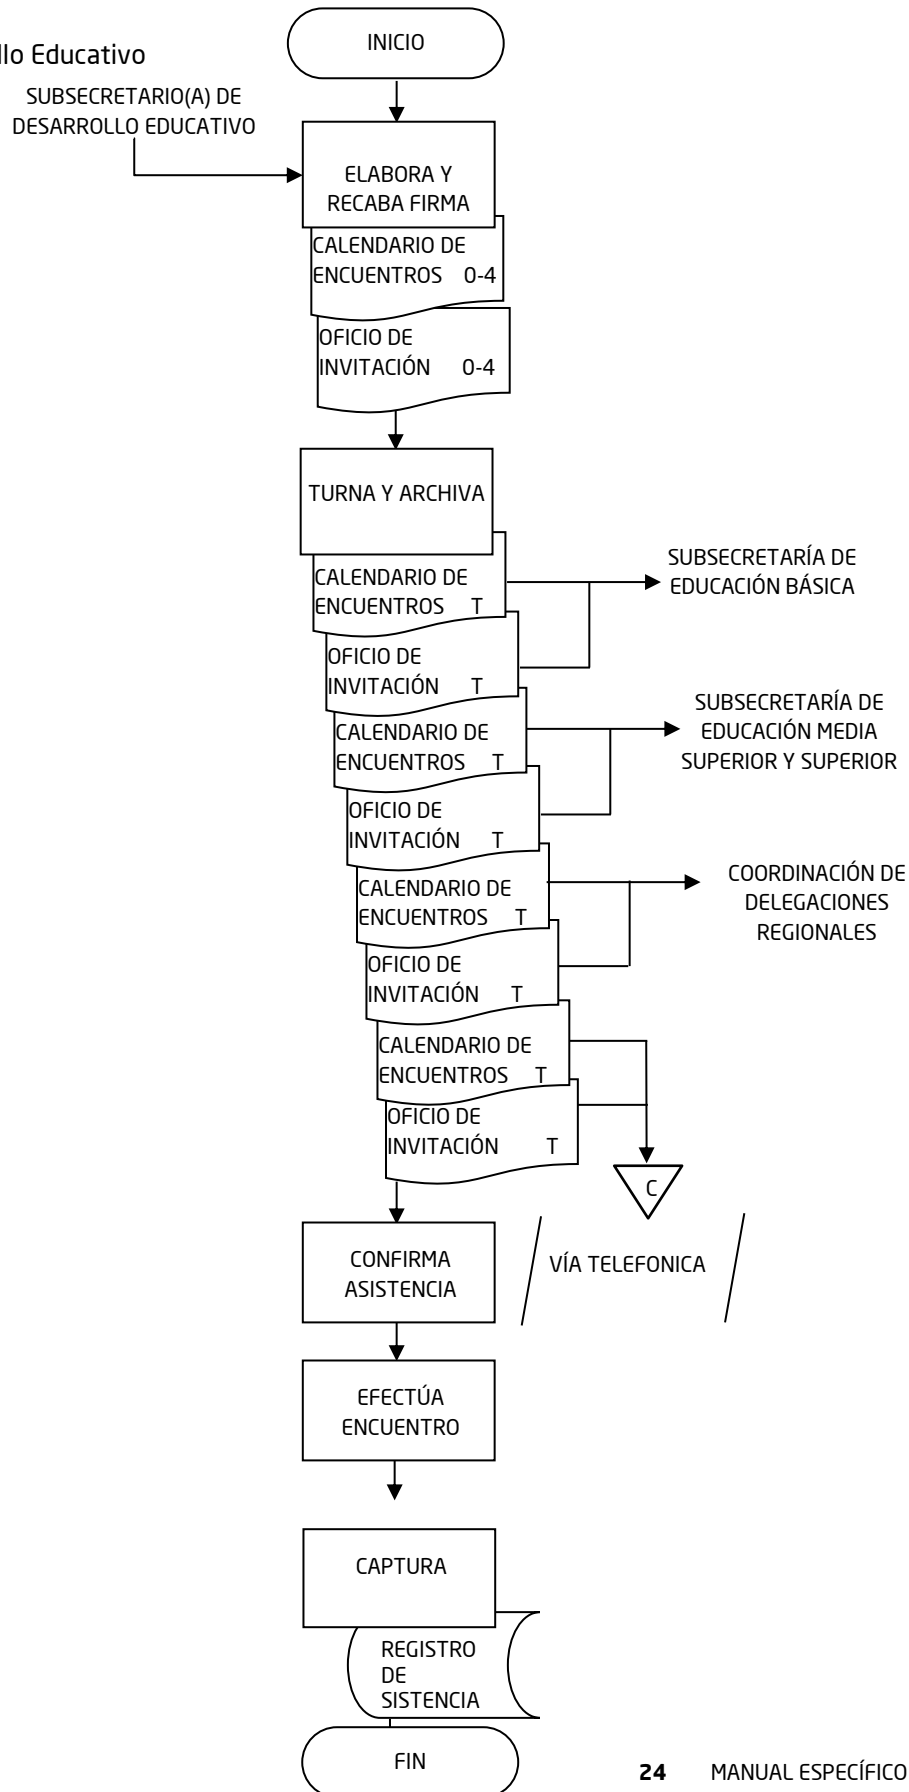 INICIO
llo Educativo
SUBSECRETARIO(A) DE
DESARROLLO EDUCATIVO
ELABORA Y
RECABA FIRMA
CALENDARIO DE
ENCUENTROS 0-4
OFICIO DE
INVITACIÓN 0-4
TURNA Y ARCHIVA
CALENDARIO DE
ENCUENTROS T
SUBSECRETARÍA DE
EDUCACIÓN BÁSICA
OFICIO DE
INVITACIÓN T
CALENDARIO DE
ENCUENTROS T
SUBSECRETARÍA DE
EDUCACIÓN MEDIA
SUPERIOR Y SUPERIOR
OFICIO DE
INVITACIÓN T
CALENDARIO DE
ENCUENTROS T
COORDINACIÓN DE
DELEGACIONES
REGIONALES
OFICIO DE
INVITACIÓN T
CALENDARIO DE
ENCUENTROS T
OFICIO DE
INVITACIÓN T
C
CONFIRMA
ASISTENCIA
VÍA TELEFONICA
EFECTÚA
ENCUENTRO
CAPTURA
REGISTRO
DE
SISTENCIA
FIN
24 MANUAL ESPECÍFICO